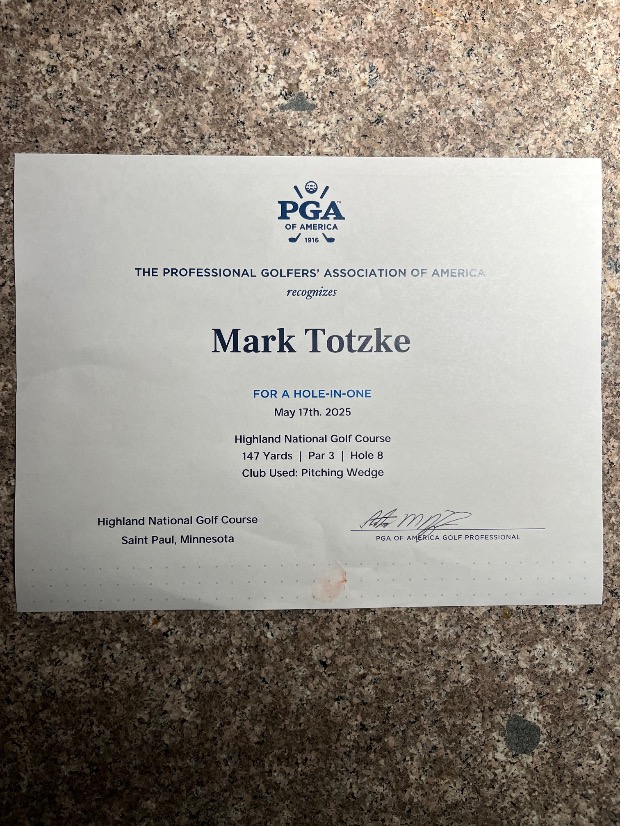 PGA
OF AMERICA
1916
THE PROFESSIONAL GOLFERS' ASSOCIATION OF AMERICA
recognizes
Mark Totzke
FOR A HOLE-IN-ONE
May 17th. 2025
Highland National Golf Course
147 Yards | Par 3 | Hole 8
Club Used: Pitching Wedge
Highland National Golf Course
Saint Paul, Minnesota
PGA OF AMERICA GOLF PROFESSIONAL